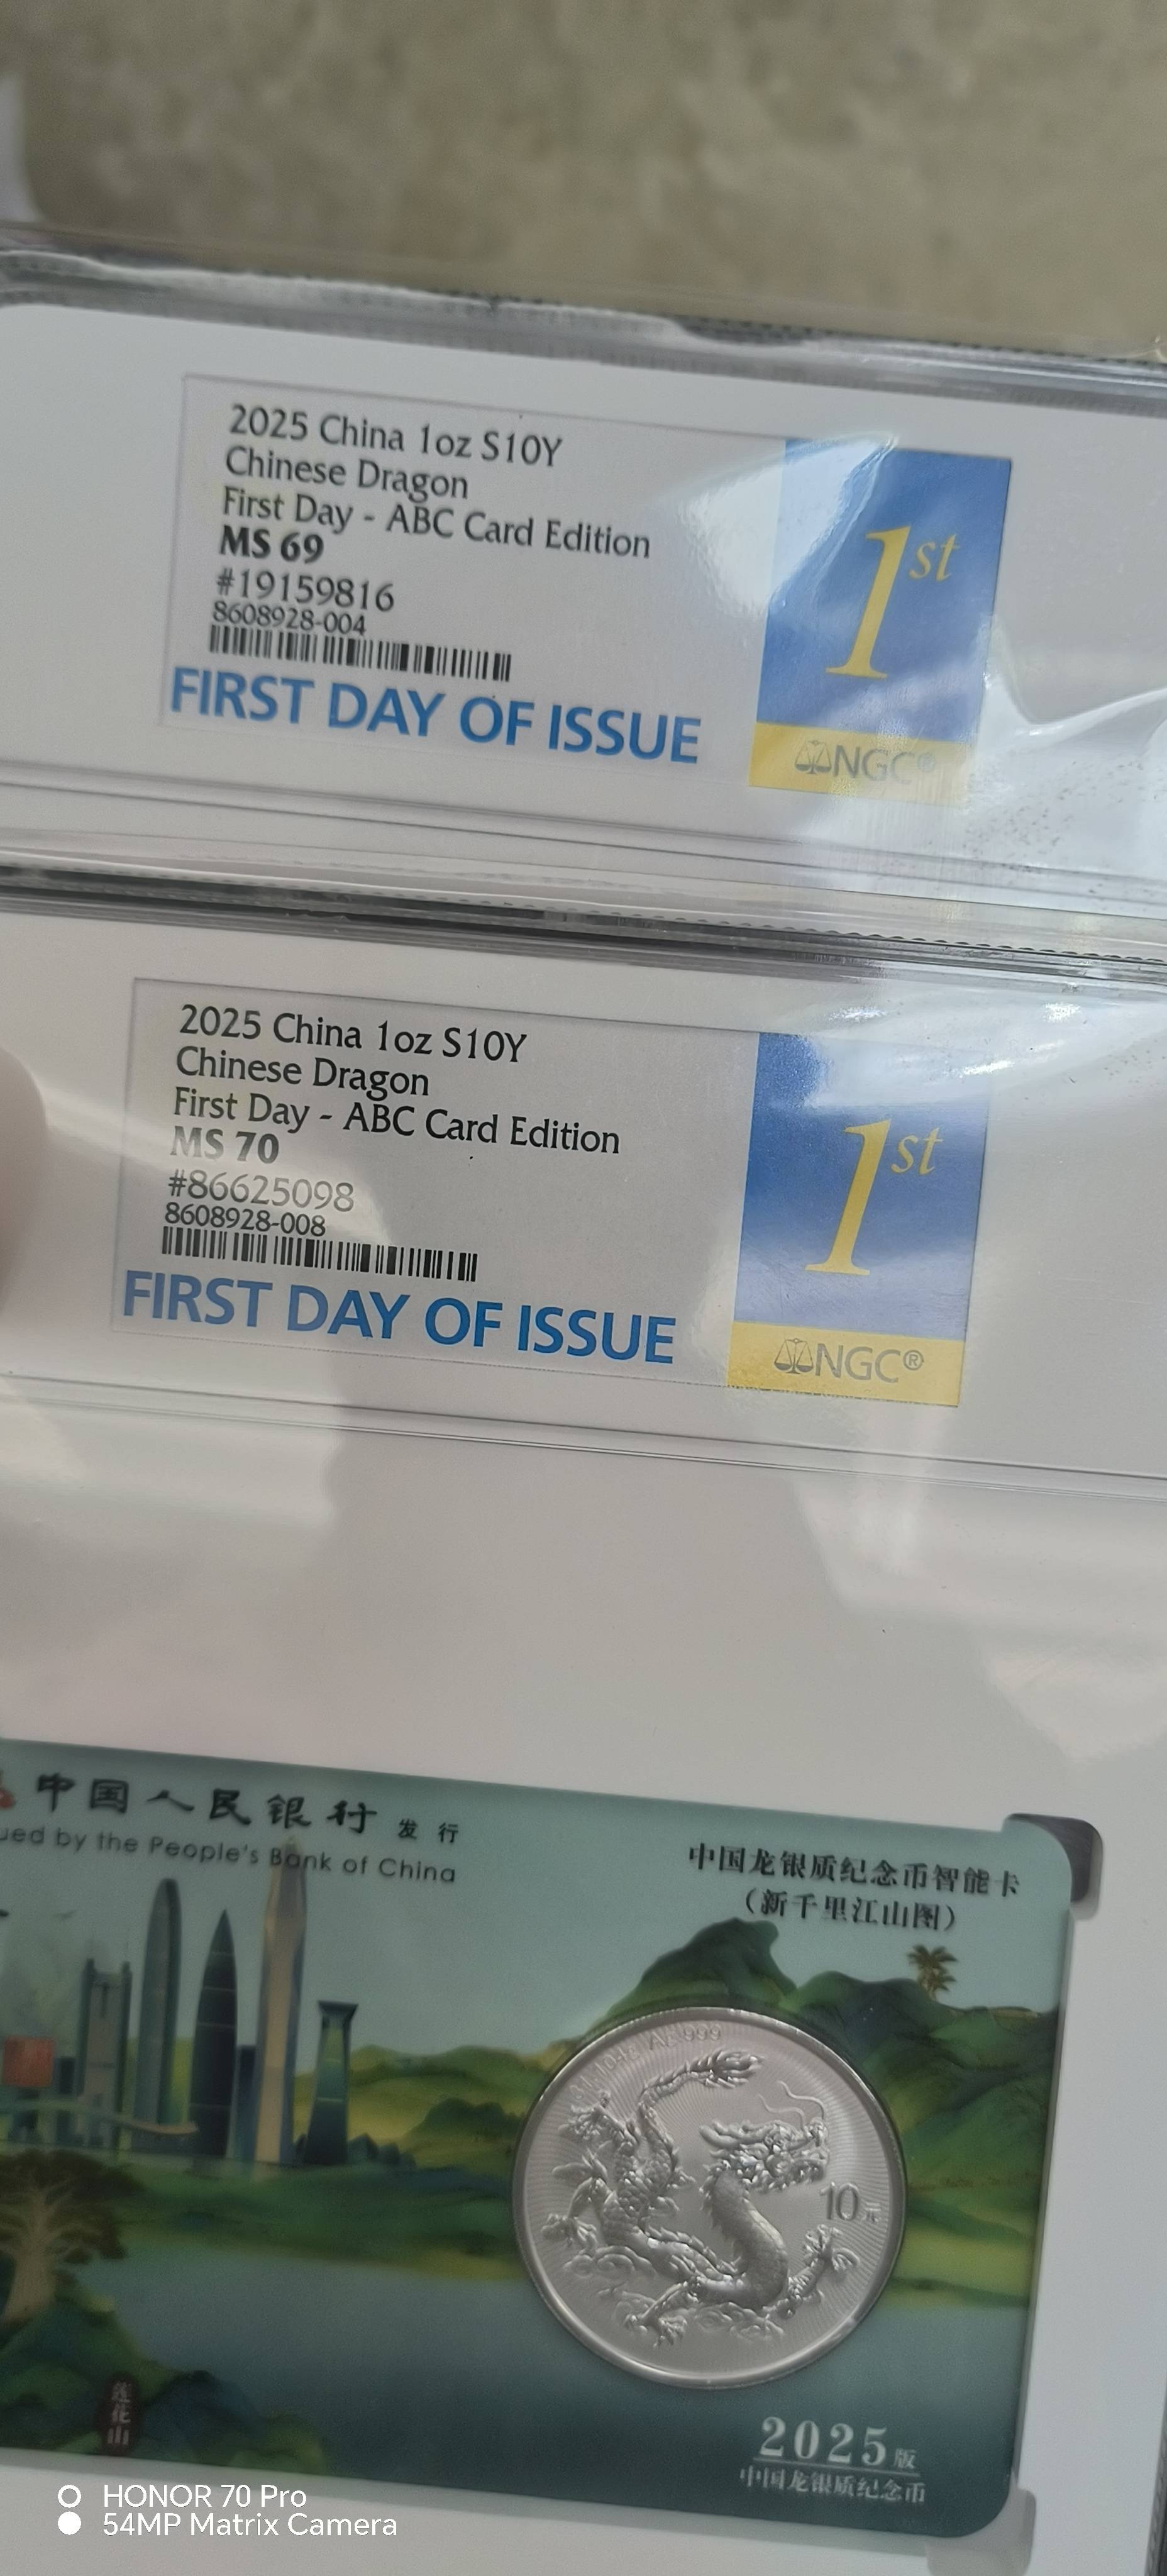 2025 China 1oz S10Y
Chinese Dragon
First Day - ABC Card Edition
MS 69
#19159816
8608928-004
FIRST DAY OF ISSUE
1st
NGC®
2025 China 1oz S10Y
Chinese Dragon
First Day - ABC Card Edition
MS 70
#86625098
8608928-008
FIRST DAY OF ISSUE
1st
NGC®
中国人民银行 发行
by the People's Bank of China
中国龙银质纪念币智能卡
(新千里江山图)
Ag 999
10元
莲花山
2025版
中国龙银质纪念币
HONOR 70 Pro
54MP Matrix Camera